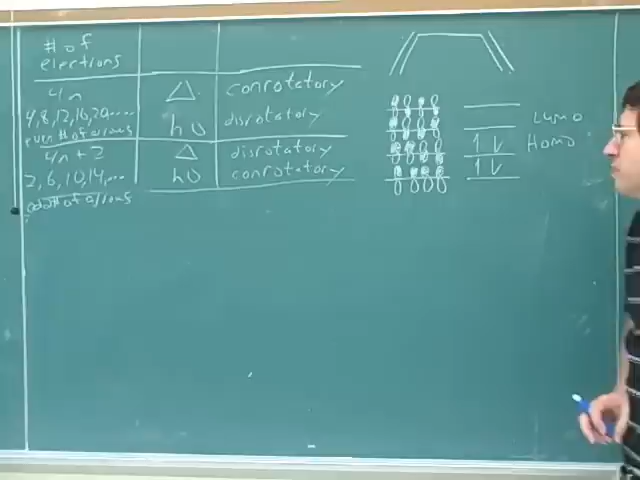 # of
electrons
4n
Δ
conrotatory
4,8,12,16,20,....
hυ
disrotatory
even # of arrows
4n + 2
Δ
disrotatory
2, 6, 10, 14, ...
hυ
conrotatory
odd # of arrows
Lumo
Homo